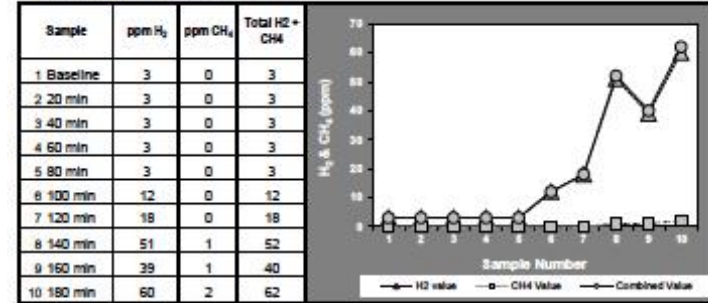 Sample ppm H₂ ppm CH₄ Total H2 + CH4
1 Baseline 3 0 3
2 20 min 3 0 3
3 40 min 3 0 3
4 60 min 3 0 3
5 80 min 3 0 3
6 100 min 12 0 12
7 120 min 18 0 18
8 140 min 51 1 52
9 160 min 39 1 40
10 180 min 60 2 62
H₂ & CH₄ (ppm)
70
60
50
40
30
20
10
0
1 2 3 4 5 6 7 8 9 10
Sample Number
H2 value CH4 Value Combined Value